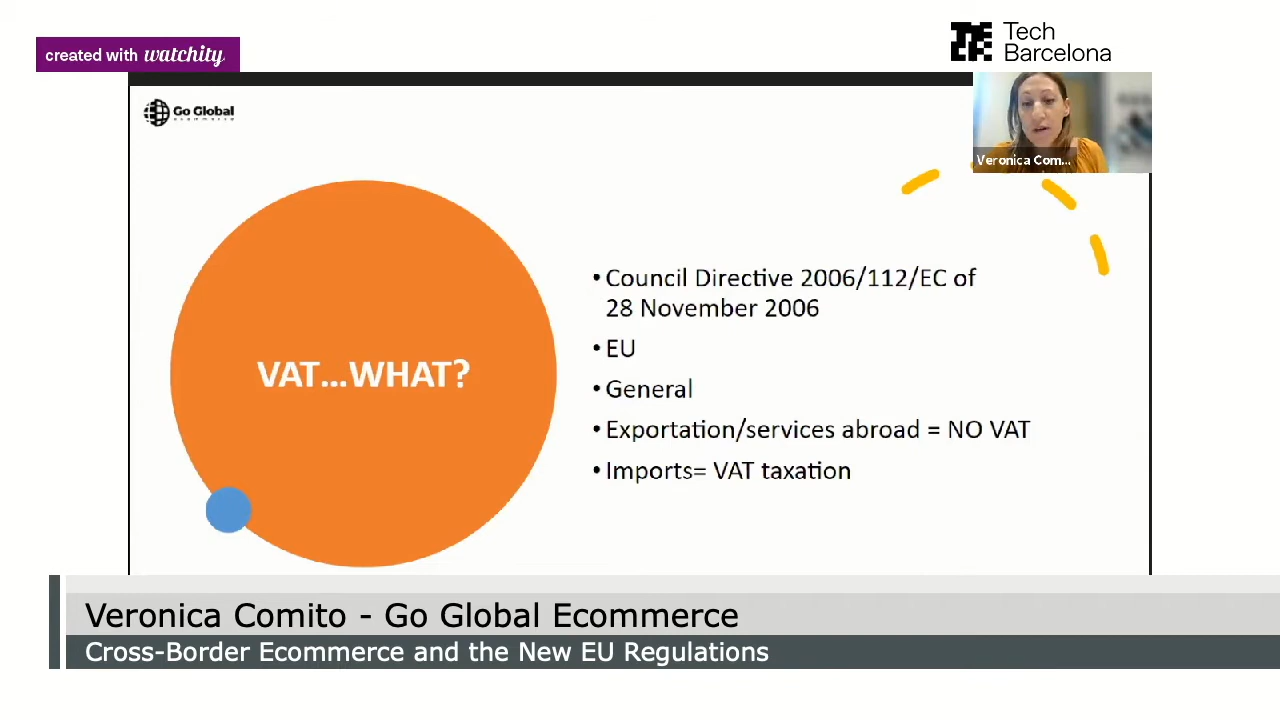 created with watchity
Tech
Barcelona
Go Global
ecommerce
Veronica Com...
VAT...WHAT?
• Council Directive 2006/112/EC of
28 November 2006
• EU
• General
• Exportation/services abroad = NO VAT
• Imports= VAT taxation
Veronica Comito - Go Global Ecommerce
Cross-Border Ecommerce and the New EU Regulations